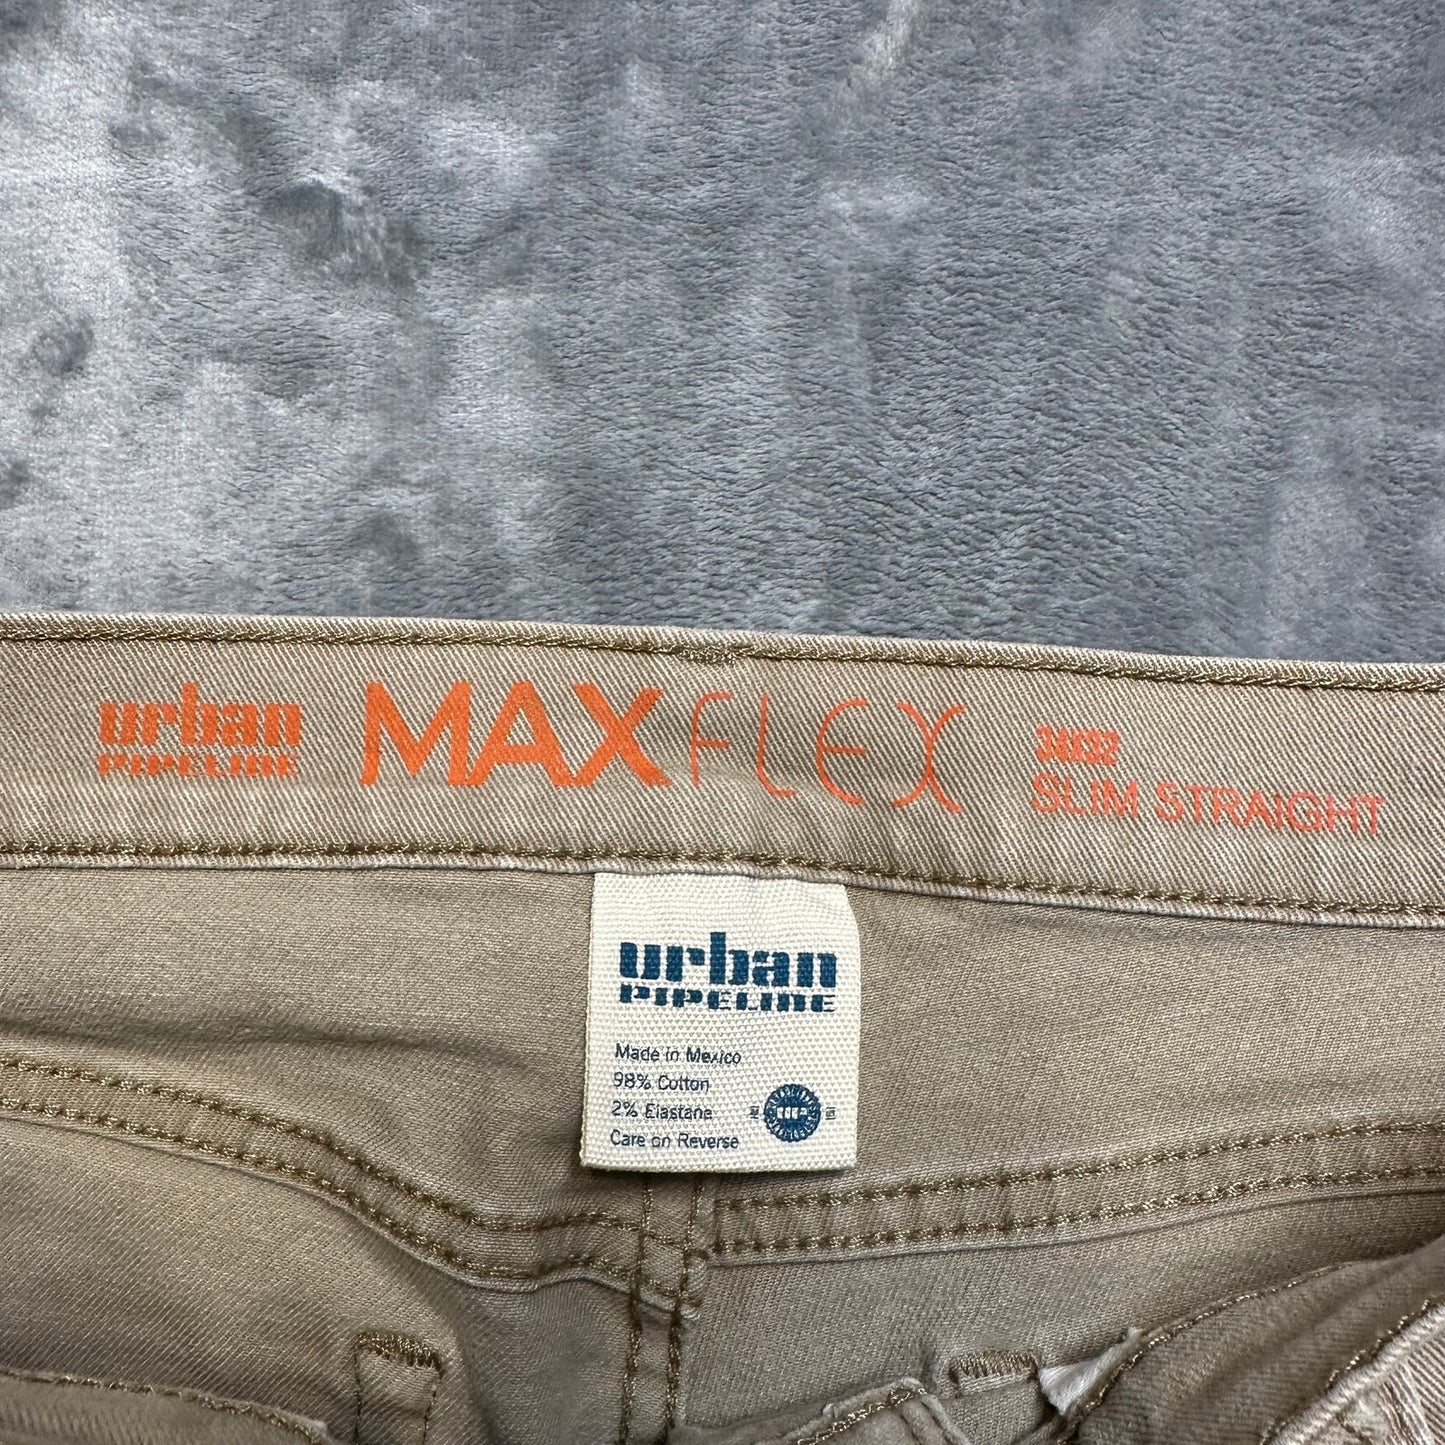 urban
PIPELINE
MAXFLEX
34X32
SLIM STRAIGHT
urban
PIPELINE
Made in Mexico
98% Cotton
2% Elastane
Care on Reverse